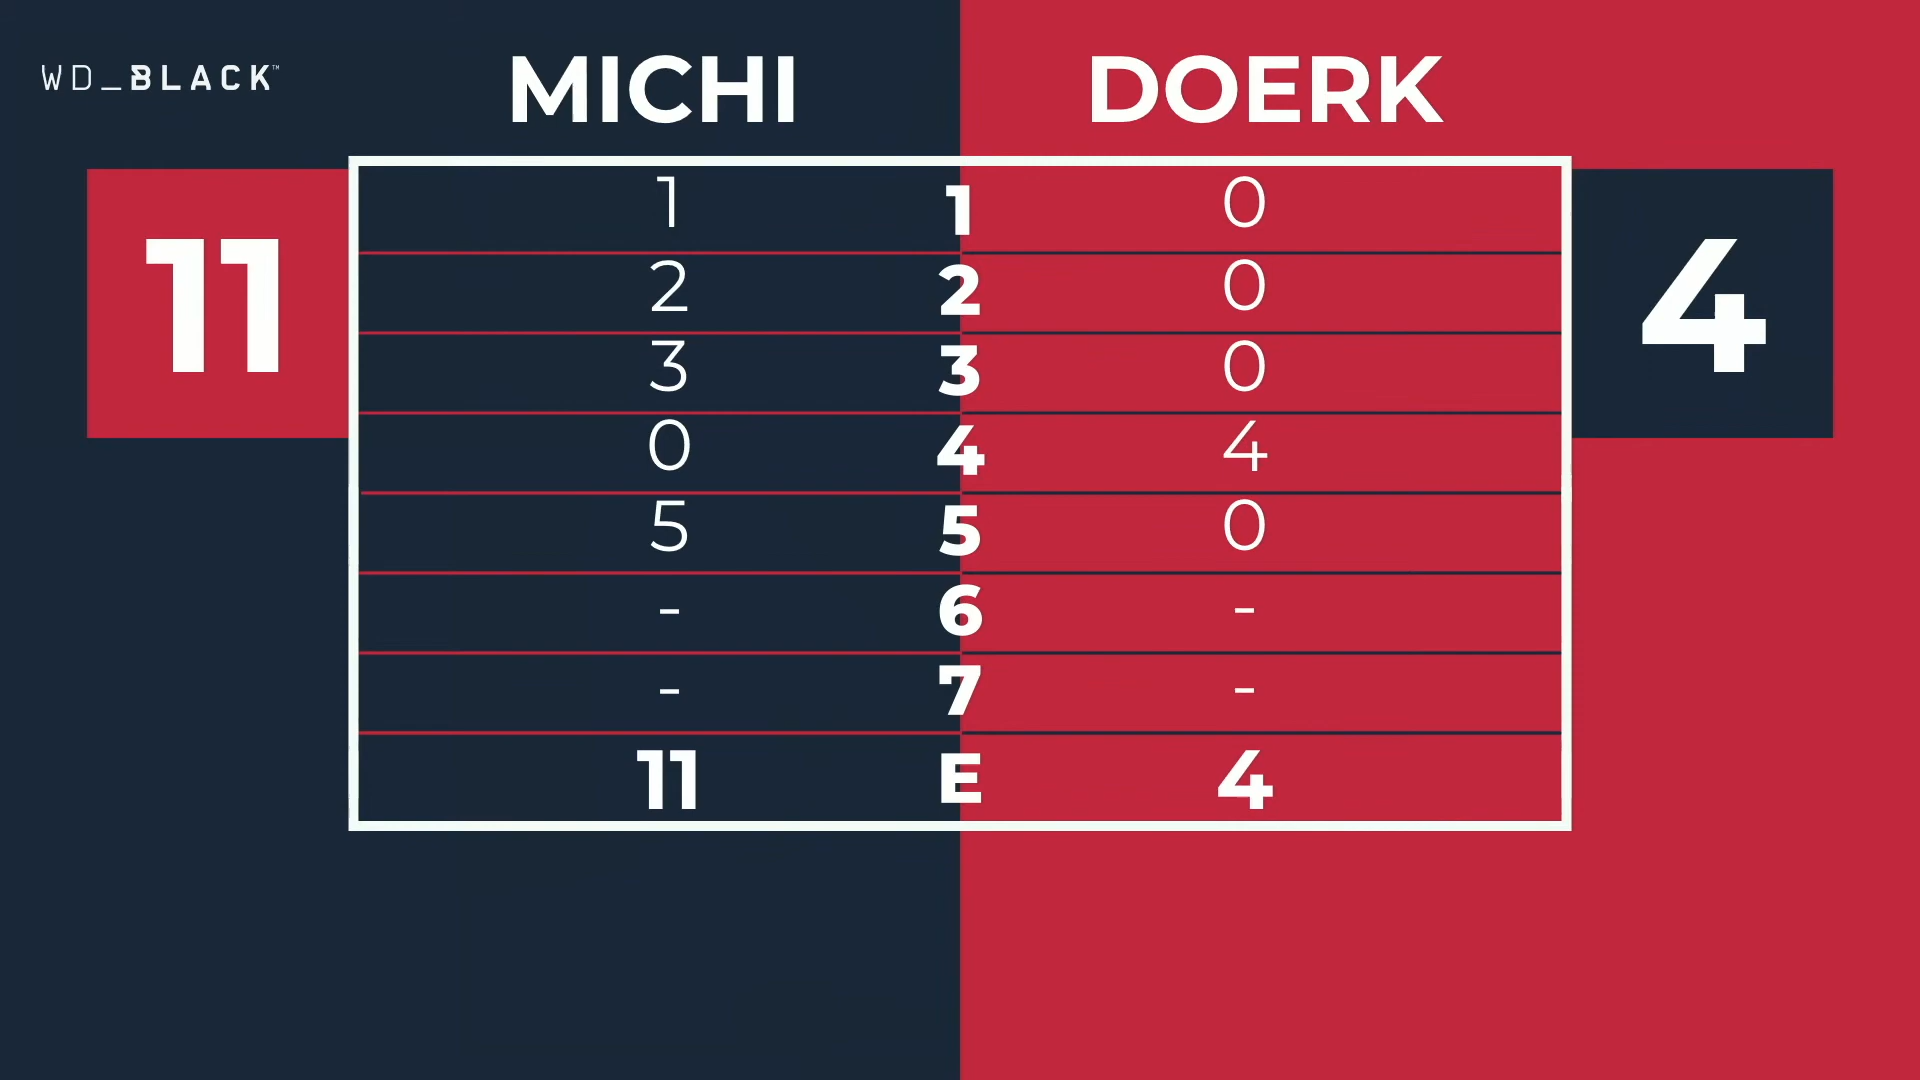 WD_BLACK™
MICHI DOERK
11
4
1 1 0
2 2 0
3 3 0
0 4 4
5 5 0
- 6 -
- 7 -
11 E 4